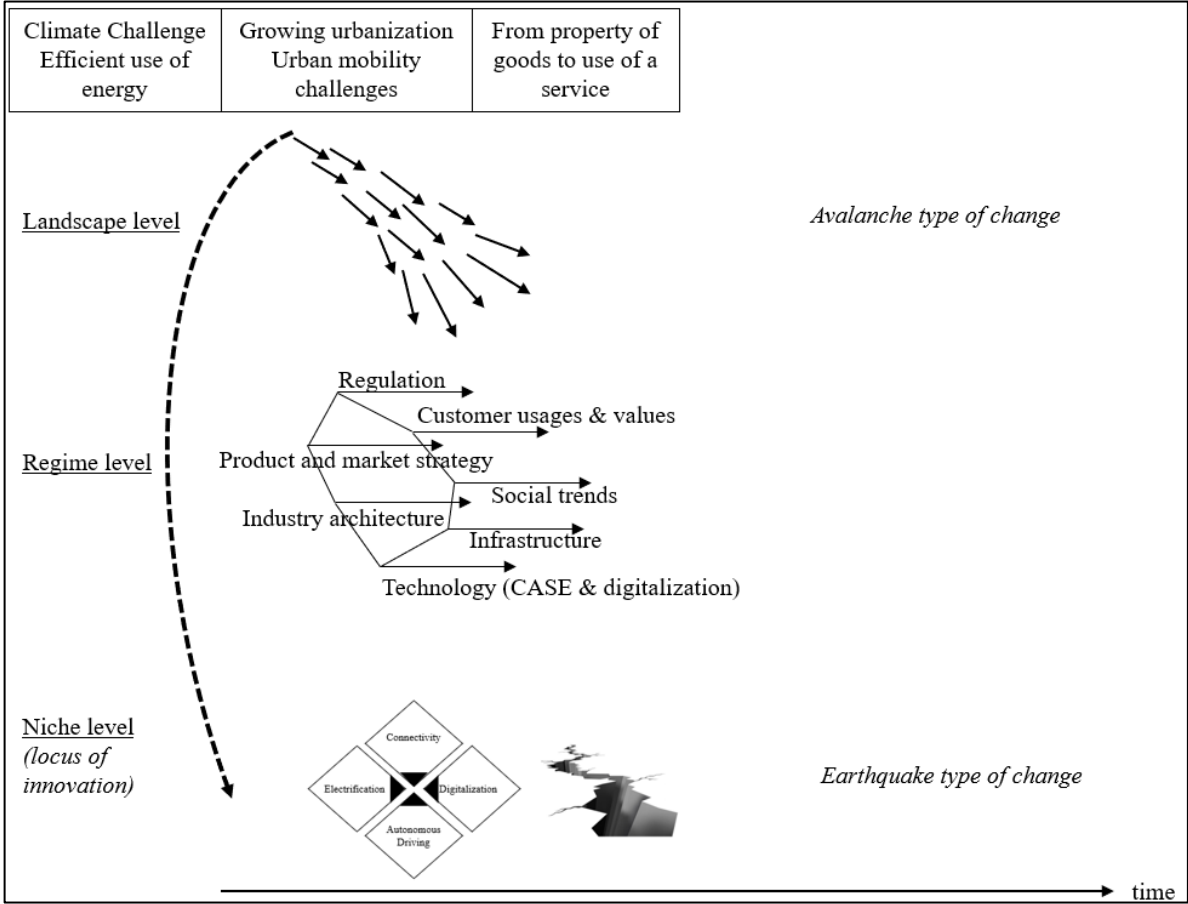 Climate Challenge
Efficient use of
energy
Growing urbanization
Urban mobility
challenges
From property of
goods to use of a
service
Landscape level
Avalanche type of change
Regulation
Customer usages & values
Regime level
Product and market strategy
Social trends
Industry architecture
Infrastructure
Technology (CASE & digitalization)
Niche level
(locus of
innovation)
Connectivity
Electrification
Digitalization
Autonomous
Driving
Earthquake type of change
time